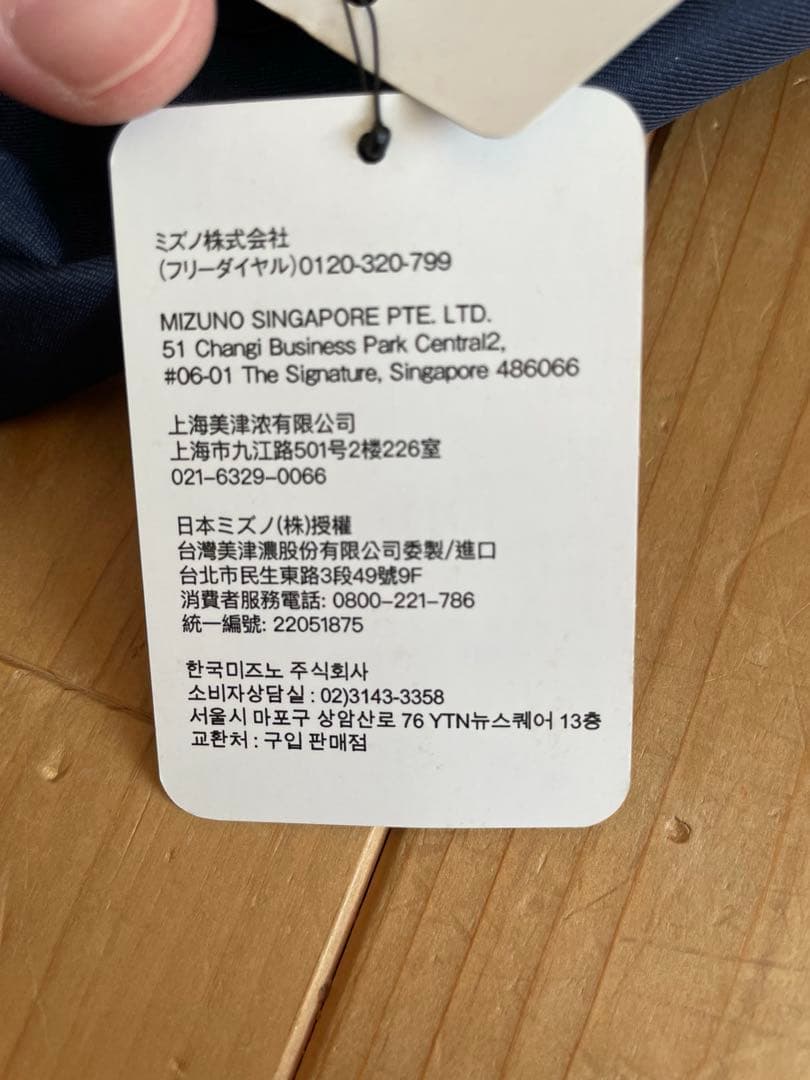 ミズノ株式会社
(フリーダイヤル)0120-320-799
MIZUNO SINGAPORE PTE. LTD.
51 Changi Business Park Central2,
#06-01 The Signature, Singapore 486066
上海美津浓有限公司
上海市九江路501号2楼226室
021-6329-0066
日本ミズノ(株)授權
台灣美津濃股份有限公司委製/進口
台北市民生東路3段49號9F
消費者服務電話: 0800-221-786
統一編號: 22051875
한국미즈노 주식회사
소비자상담실 : 02)3143-3358
서울시 마포구 상암산로 76 YTN뉴스퀘어 13층
교환처 : 구입 판매점